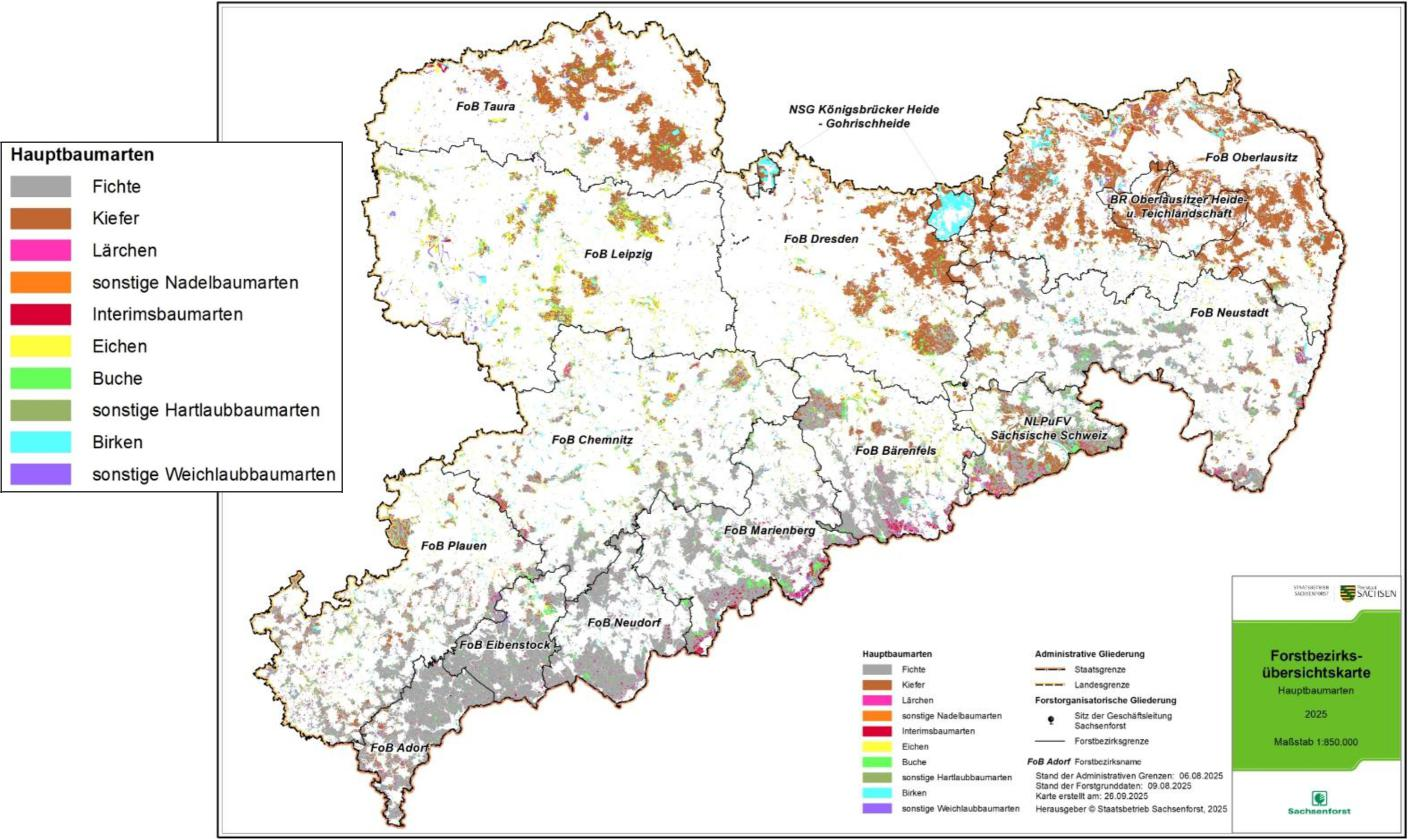 Hauptbaumarten
Fichte
Kiefer
Lärchen
sonstige Nadelbaumarten
Interimsbaumarten
Eichen
Buche
sonstige Hartlaubbaumarten
Birken
sonstige Weichlaubbaumarten
FoB Taura
NSG Königsbrücker Heide
- Gohrischheide
FoB Oberlausitz
BR Oberlausitzer Heide-
u. Teichlandschaft
FoB Leipzig
FoB Dresden
FoB Neustadt
NLPuFV
Sächsische Schweiz
FoB Chemnitz
FoB Bärenfels
FoB Marienberg
FoB Plauen
FoB Neudorf
FoB Eibenstock
FoB Adorf
Hauptbaumarten
Fichte
Kiefer
Lärchen
sonstige Nadelbaumarten
Interimsbaumarten
Eichen
Buche
sonstige Hartlaubbaumarten
Birken
sonstige Weichlaubbaumarten
Administrative Gliederung
Staatsgrenze
Landesgrenze
Forstorganisatorische Gliederung
Sitz der Geschäftsleitung
Sachsenforst
Forstbezirksgrenze
FoB Adorf Forstbezirksname
Stand der Administrativen Grenzen: 06.08.2025
Stand der Forstgrunddaten: 09.08.2025
Karte erstellt am: 26.09.2025
Herausgeber © Staatsbetrieb Sachsenforst, 2025
STAATSBETRIEB
SACHSENFORST
Freistaat
SACHSEN
Forstbezirks-
übersichtskarte
Hauptbaumarten
2025
Maßstab 1:850.000
Sachsenforst